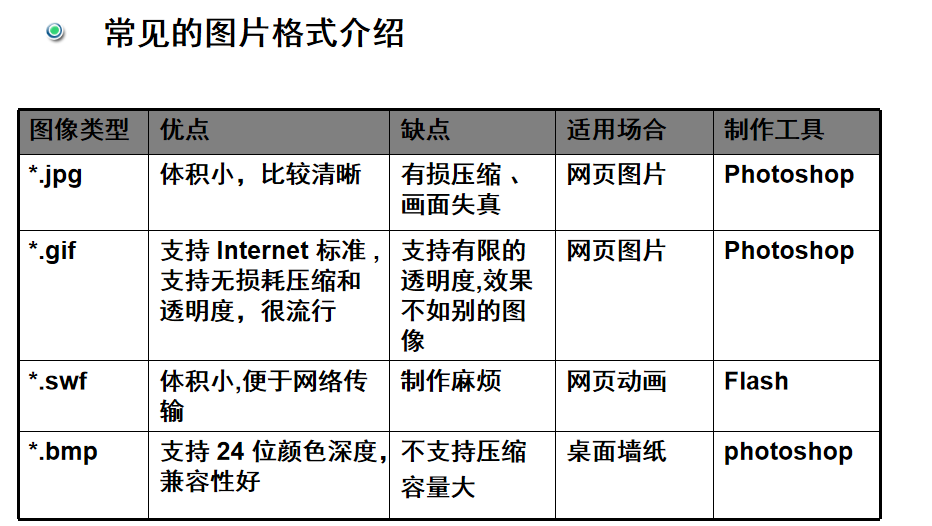 常见的图片格式介绍
图像类型 优点 缺点 适用场合 制作工具
*.jpg 体积小，比较清晰 有损压缩、 网页图片 Photoshop
画面失真
*.gif 支持 Internet 标准 , 支持有限的 网页图片 Photoshop
支持无损耗压缩和 透明度,效果
透明度，很流行 不如别的图
像
*.swf 体积小,便于网络传 制作麻烦 网页动画 Flash
输
*.bmp 支持 24 位颜色深度， 不支持压缩 桌面墙纸 photoshop
兼容性好 容量大